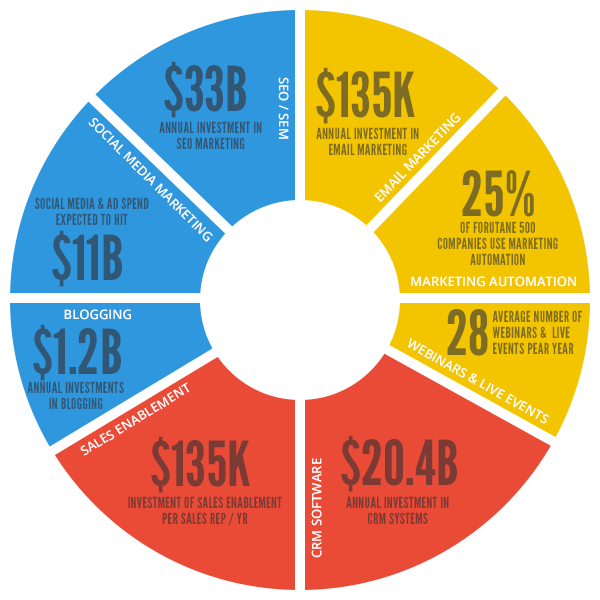 $33B
ANNUAL INVESTMENT IN
SEO MARKETING
SEO / SEM
$135K
ANNUAL INVESTMENT IN
EMAIL MARKETING
EMAIL MARKETING
25%
OF FORUTANE 500
COMPANIES USE MARKETING
AUTOMATION
MARKETING AUTOMATION
28
AVERAGE NUMBER OF
WEBINARS & LIVE
EVENTS PEAR YEAR
WEBINARS & LIVE EVENTS
$20.4B
ANNUAL INVESTMENT IN
CRM SYSTEMS
CRM SOFTWARE
$135K
INVESTMENT OF SALES ENABLEMENT
PER SALES REP / YR
SALES ENABLEMENT
BLOGGING
$1.2B
ANNUAL INVESTMENTS
IN BLOGGING
SOCIAL MEDIA & AD SPEND
EXPECTED TO HIT
$11B
SOCIAL MEDIA MARKETING